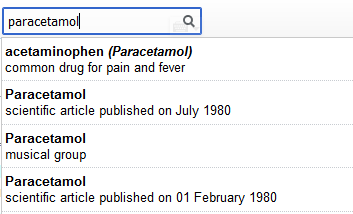 paracetamol
acetaminophen (Paracetamol)
common drug for pain and fever
Paracetamol
scientific article published on July 1980
Paracetamol
musical group
Paracetamol
scientific article published on 01 February 1980